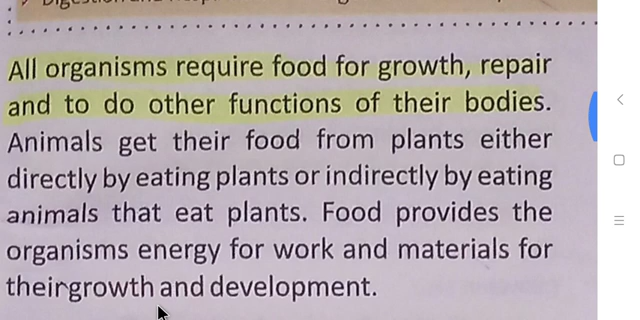 All organisms require food for growth, repair
and to do other functions of their bodies.
Animals get their food from plants either
directly by eating plants or indirectly by eating
animals that eat plants. Food provides the
organisms energy for work and materials for
theirgrowth and development.